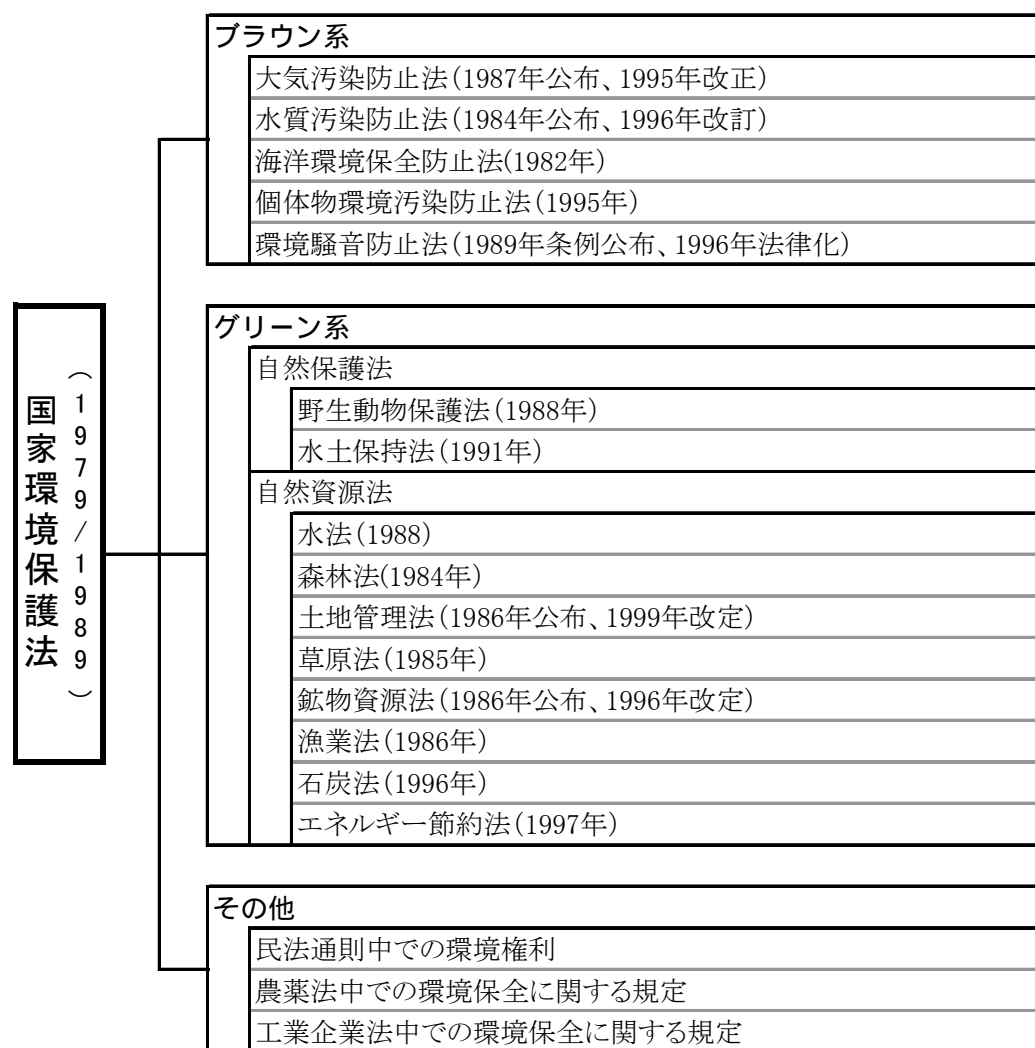 国家環境保護法
(1979/1989)
ブラウン系
大気汚染防止法(1987年公布、1995年改正)
水質汚染防止法(1984年公布、1996年改訂)
海洋環境保全防止法(1982年)
個体物環境汚染防止法(1995年)
環境騒音防止法(1989年条例公布、1996年法律化)
グリーン系
自然保護法
野生動物保護法(1988年)
水土保持法(1991年)
自然資源法
水法(1988)
森林法(1984年)
土地管理法(1986年公布、1999年改定)
草原法(1985年)
鉱物資源法(1986年公布、1996年改定)
漁業法(1986年)
石炭法(1996年)
エネルギー節約法(1997年)
その他
民法通則中での環境権利
農薬法中での環境保全に関する規定
工業企業法中での環境保全に関する規定